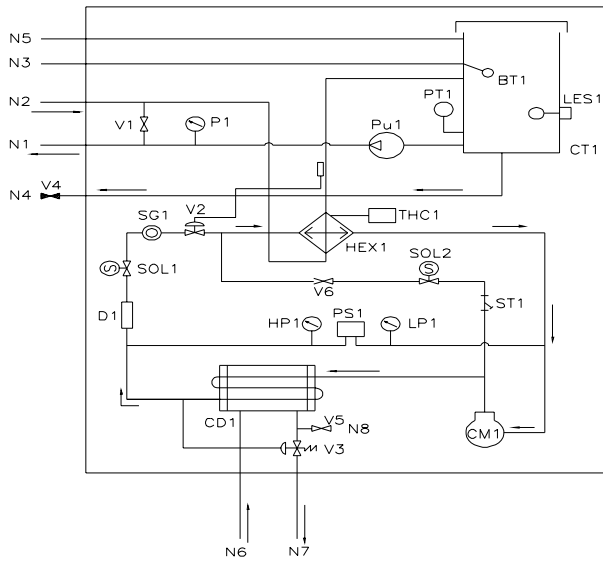 N5
N3
BT1
PT1
LES1
N2
V1
P1
Pu1
N1
CT1
N4
V4
V2
SG1
THC1
HEX1
SOL2
S
S
SOL1
V6
ST1
D1
HP1
PS1
LP1
CD1
V5
N8
CM1
V3
N6
N7